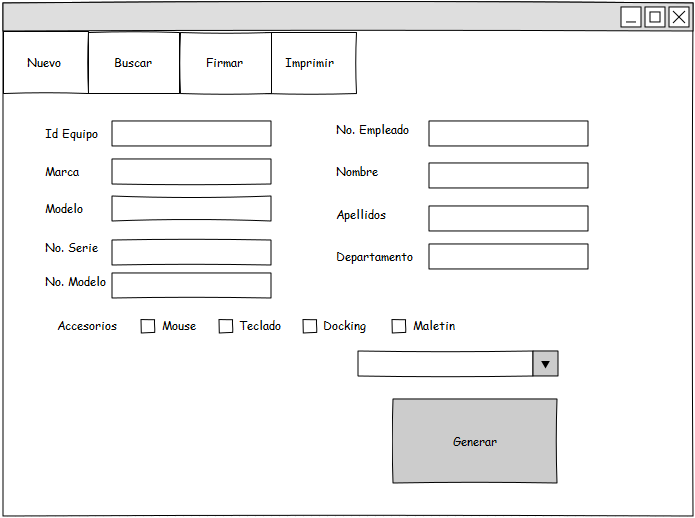 Nuevo Buscar Firmar Imprimir
Id Equipo
No. Empleado
Marca
Nombre
Modelo
Apellidos
No. Serie
Departamento
No. Modelo
Accesorios Mouse Teclado Docking Maletin
Generar